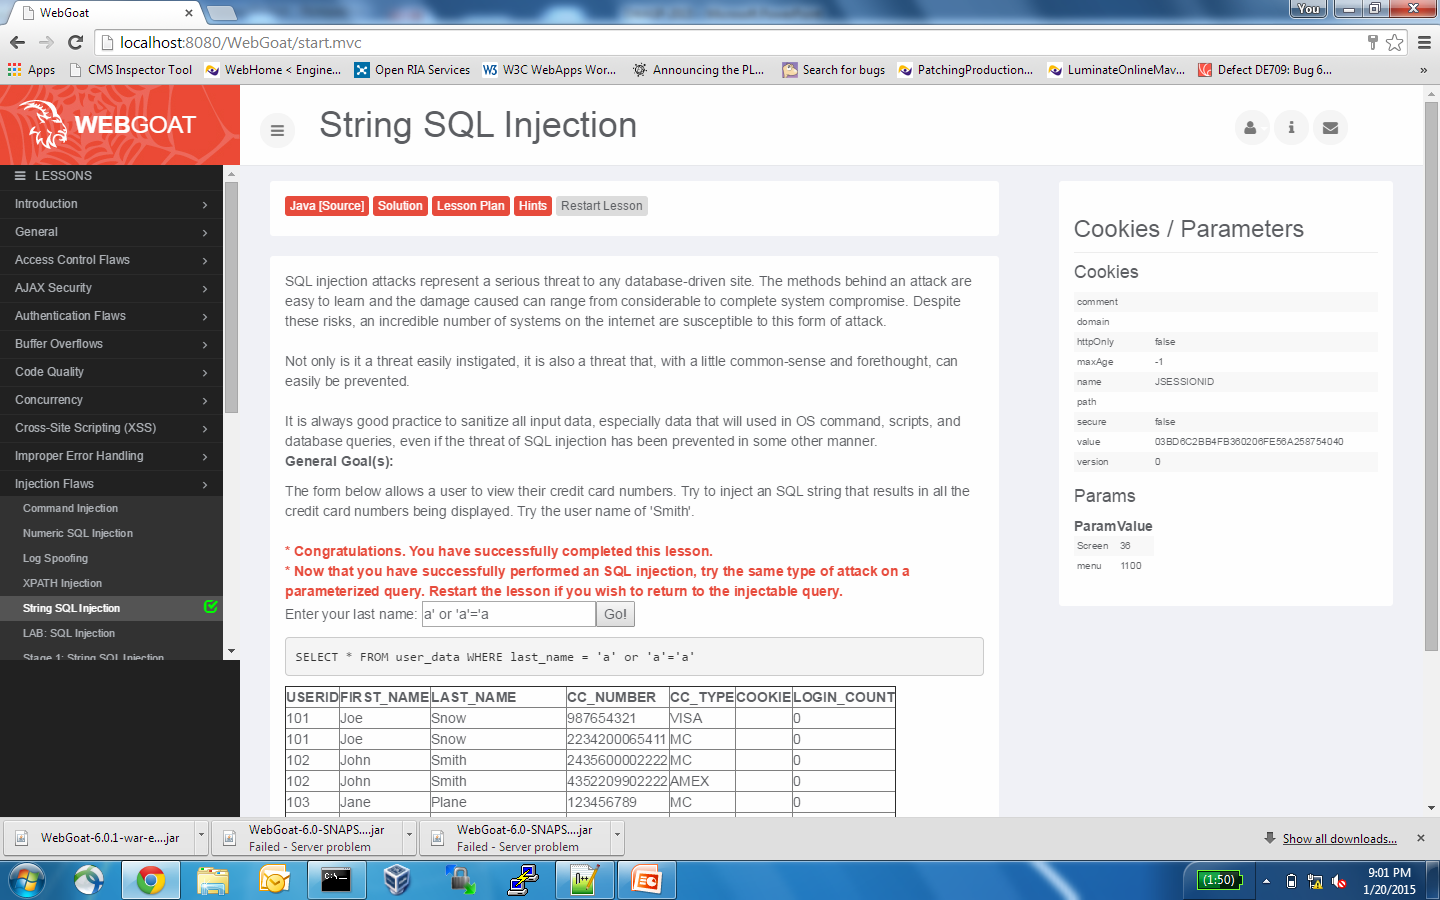 WebGoat
You
localhost:8080/WebGoat/start.mvc
Apps
CMS Inspector Tool
WebHome < Engine...
Open RIA Services
W3C WebApps Wor...
Announcing the PL...
Search for bugs
PatchingProduction...
LuminateOnlineMav...
Defect DE709: Bug 6...
»
WEBGOAT
String SQL Injection
LESSONS
Introduction
General
Access Control Flaws
AJAX Security
Authentication Flaws
Buffer Overflows
Code Quality
Concurrency
Cross-Site Scripting (XSS)
Improper Error Handling
Injection Flaws
Command Injection
Numeric SQL Injection
Log Spoofing
XPATH Injection
String SQL Injection
LAB: SQL Injection
Stage 1: String SQL Injection
Java [Source] Solution Lesson Plan Hints Restart Lesson
SQL injection attacks represent a serious threat to any database-driven site. The methods behind an attack are
easy to learn and the damage caused can range from considerable to complete system compromise. Despite
these risks, an incredible number of systems on the internet are susceptible to this form of attack.
Not only is it a threat easily instigated, it is also a threat that, with a little common-sense and forethought, can
easily be prevented.
It is always good practice to sanitize all input data, especially data that will used in OS command, scripts, and
database queries, even if the threat of SQL injection has been prevented in some other manner.
General Goal(s):
The form below allows a user to view their credit card numbers. Try to inject an SQL string that results in all the
credit card numbers being displayed. Try the user name of 'Smith'.
* Congratulations. You have successfully completed this lesson.
* Now that you have successfully performed an SQL injection, try the same type of attack on a
parameterized query. Restart the lesson if you wish to return to the injectable query.
Enter your last name: a' or 'a'='a Go!
SELECT * FROM user_data WHERE last_name = 'a' or 'a'='a'
USERID FIRST_NAME LAST_NAME CC_NUMBER CC_TYPE COOKIE LOGIN_COUNT
101 Joe Snow 987654321 VISA 0
101 Joe Snow 2234200065411 MC 0
102 John Smith 2435600002222 MC 0
102 John Smith 4352209902222 AMEX 0
103 Jane Plane 123456789 MC 0
Cookies / Parameters
Cookies
comment
domain
httpOnly false
maxAge -1
name JSESSIONID
path
secure false
value 03BD6C2BB4FB360206FE56A258754040
version 0
Params
ParamValue
Screen 36
menu 1100
WebGoat-6.0.1-war-e....jar
WebGoat-6.0-SNAPS....jar
Failed - Server problem
WebGoat-6.0-SNAPS....jar
Failed - Server problem
Show all downloads...
(1:50)
9:01 PM
1/20/2015